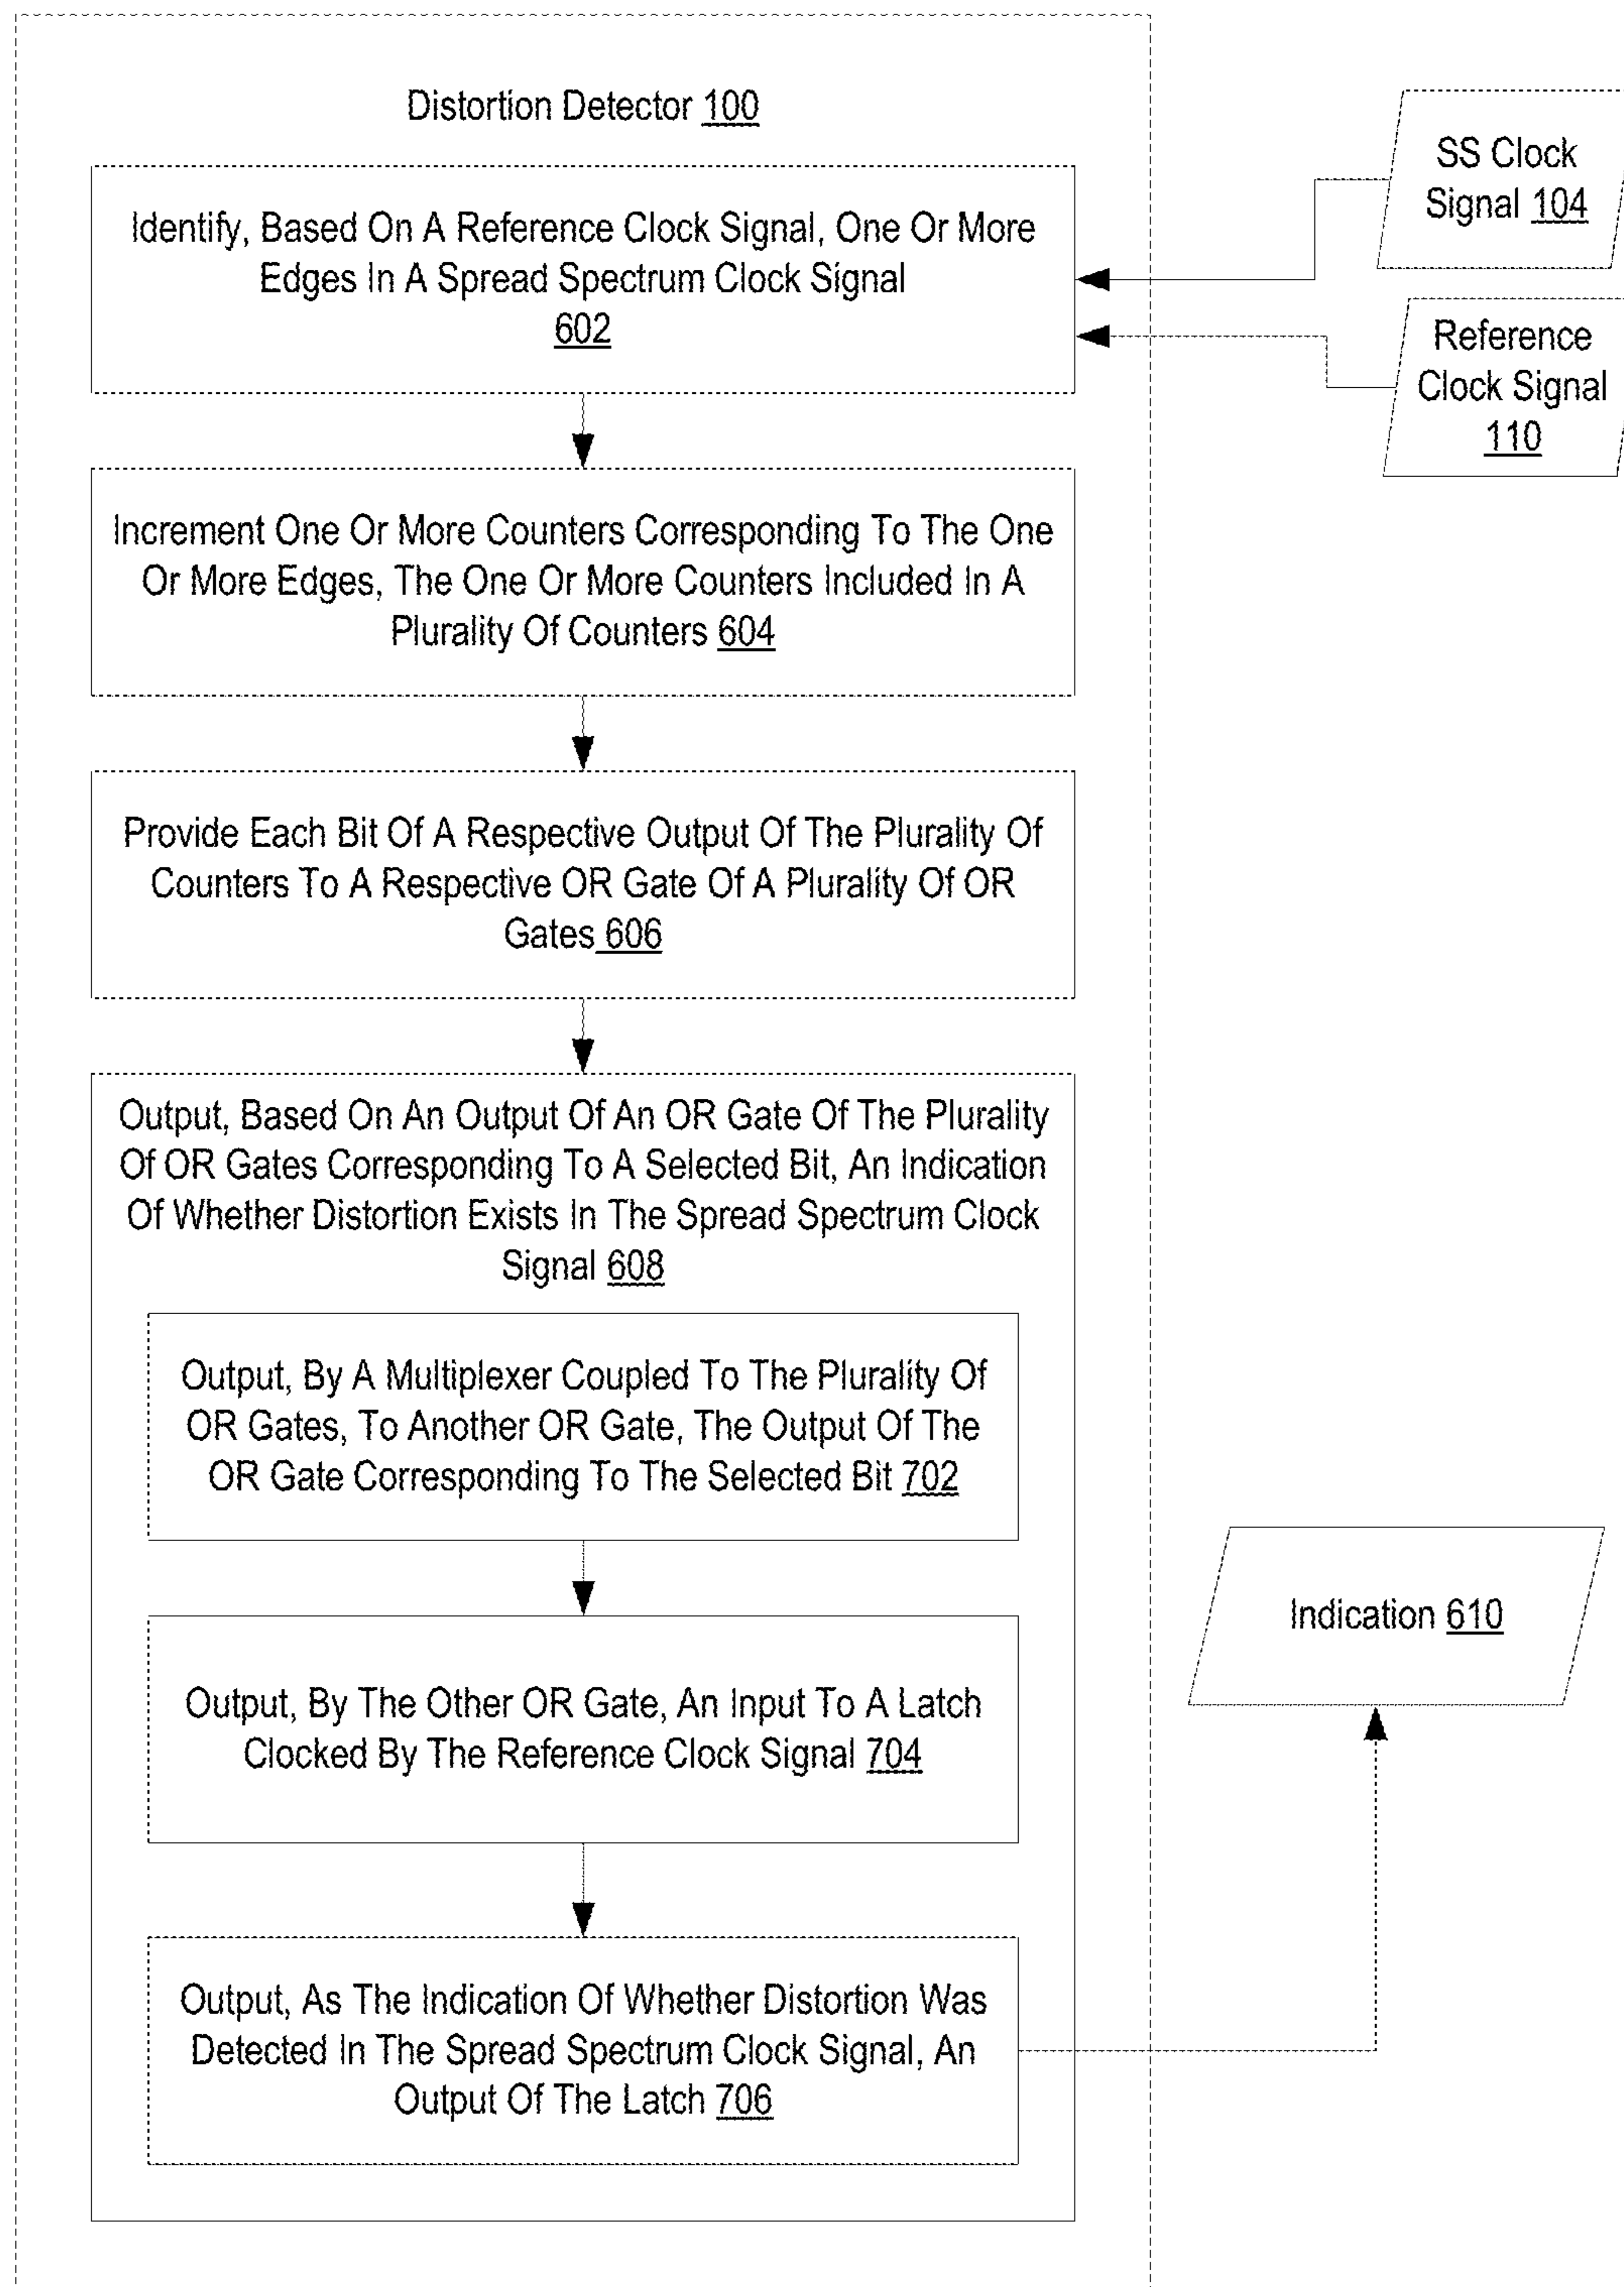 Distortion Detector 100
SS Clock
Signal 104
Identify, Based On A Reference Clock Signal, One Or More
Edges In A Spread Spectrum Clock Signal
602
Reference
Clock Signal
110
Increment One Or More Counters Corresponding To The One
Or More Edges, The One Or More Counters Included In A
Plurality Of Counters 604
Provide Each Bit Of A Respective Output Of The Plurality Of
Counters To A Respective OR Gate Of A Plurality Of OR
Gates 606
Output, Based On An Output Of An OR Gate Of The Plurality
Of OR Gates Corresponding To A Selected Bit, An Indication
Of Whether Distortion Exists In The Spread Spectrum Clock
Signal 608
Output, By A Multiplexer Coupled To The Plurality Of
OR Gates, To Another OR Gate, The Output Of The
OR Gate Corresponding To The Selected Bit 702
Indication 610
Output, By The Other OR Gate, An Input To A Latch
Clocked By The Reference Clock Signal 704
Output, As The Indication Of Whether Distortion Was
Detected In The Spread Spectrum Clock Signal, An
Output Of The Latch 706